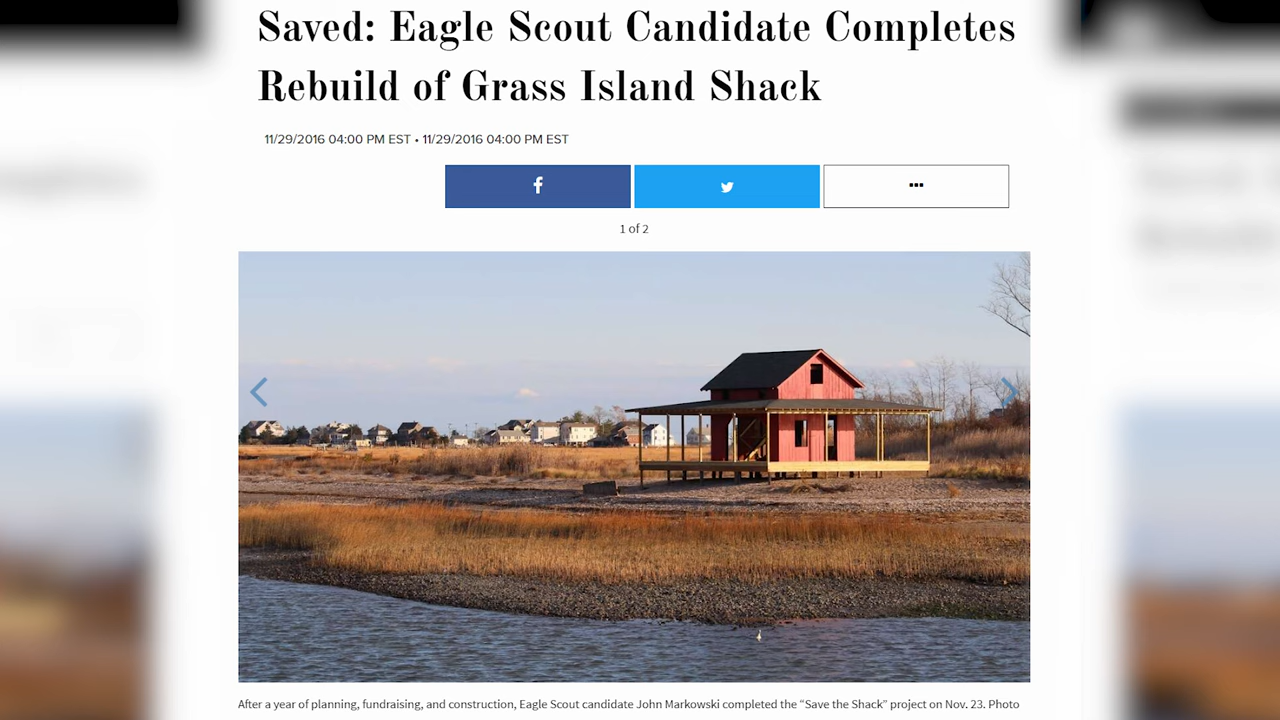 Saved: Eagle Scout Candidate Completes
Rebuild of Grass Island Shack
11/29/2016 04:00 PM EST • 11/29/2016 04:00 PM EST
1 of 2
After a year of planning, fundraising, and construction, Eagle Scout candidate John Markowski completed the “Save the Shack” project on Nov. 23. Photo